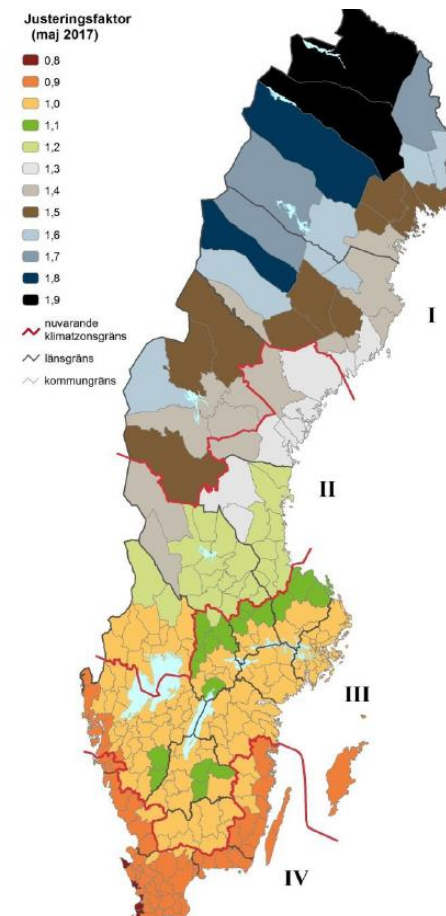 Justeringsfaktor
(maj 2017)
0,8
0,9
1,0
1,1
1,2
1,3
1,4
1,5
1,6
1,7
1,8
1,9
nuvarande
klimatzonsgräns
länsgräns
kommungräns
I
II
III
IV